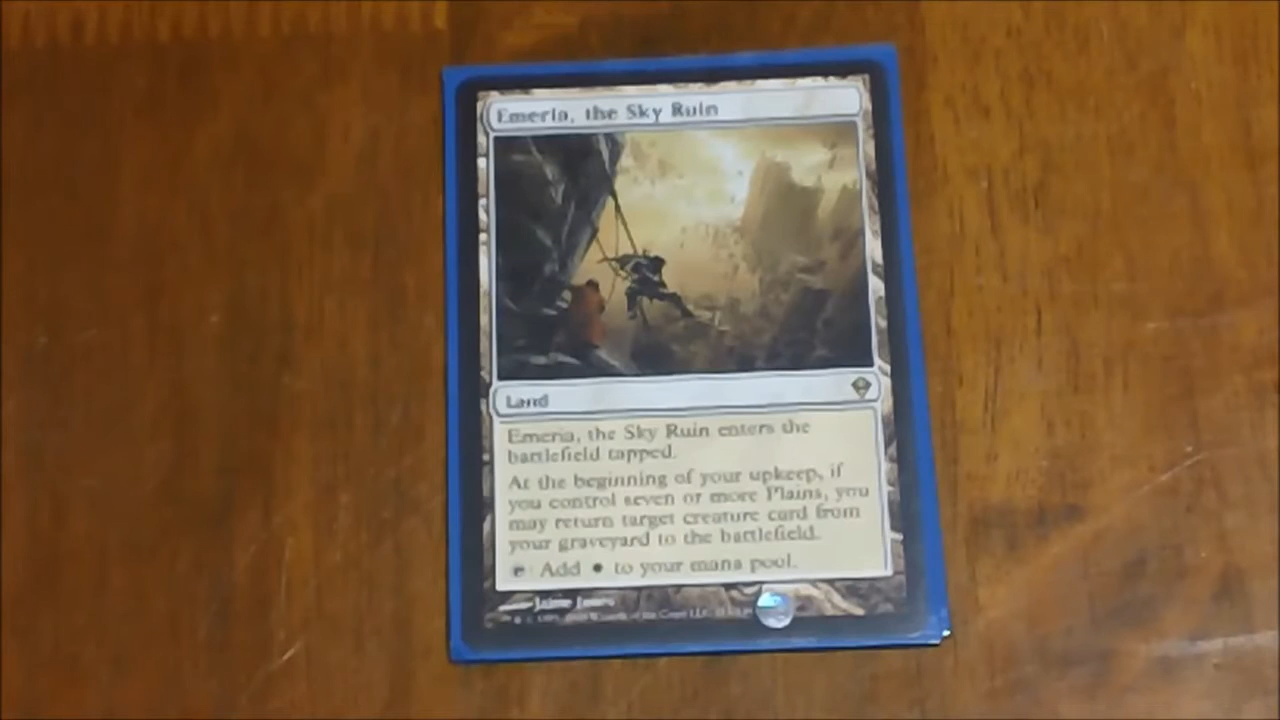 Emeria, the Sky Ruin
Land
Emeria, the Sky Ruin enters the
battlefield tapped.
At the beginning of your upkeep, if
you control seven or more Plains, you
may return target creature card from
your graveyard to the battlefield.
Add to your mana pool.
Jaime Jones